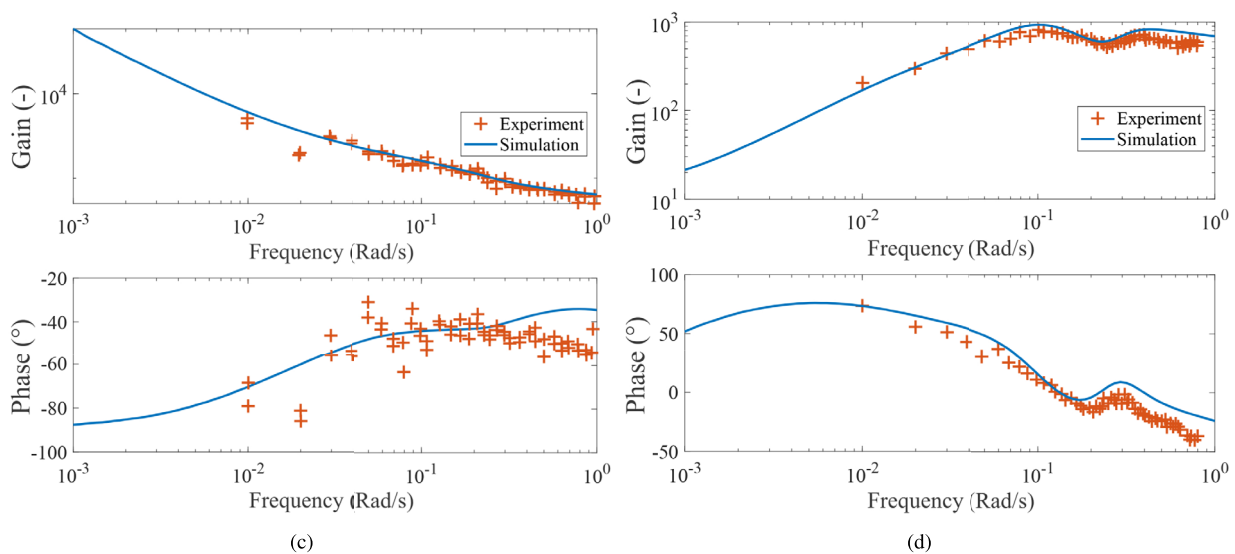 Gain (-)
10^4
Experiment
Simulation
10^-3 10^-2 10^-1 10^0
Frequency (Rad/s)
Phase (°)
-20
-40
-60
-80
-100
10^-3 10^-2 10^-1 10^0
Frequency (Rad/s)
(c)
Gain (-)
10^3
10^2
10^1
Experiment
Simulation
10^-3 10^-2 10^-1 10^0
Frequency (Rad/s)
Phase (°)
100
50
0
-50
10^-3 10^-2 10^-1 10^0
Frequency (Rad/s)
(d)